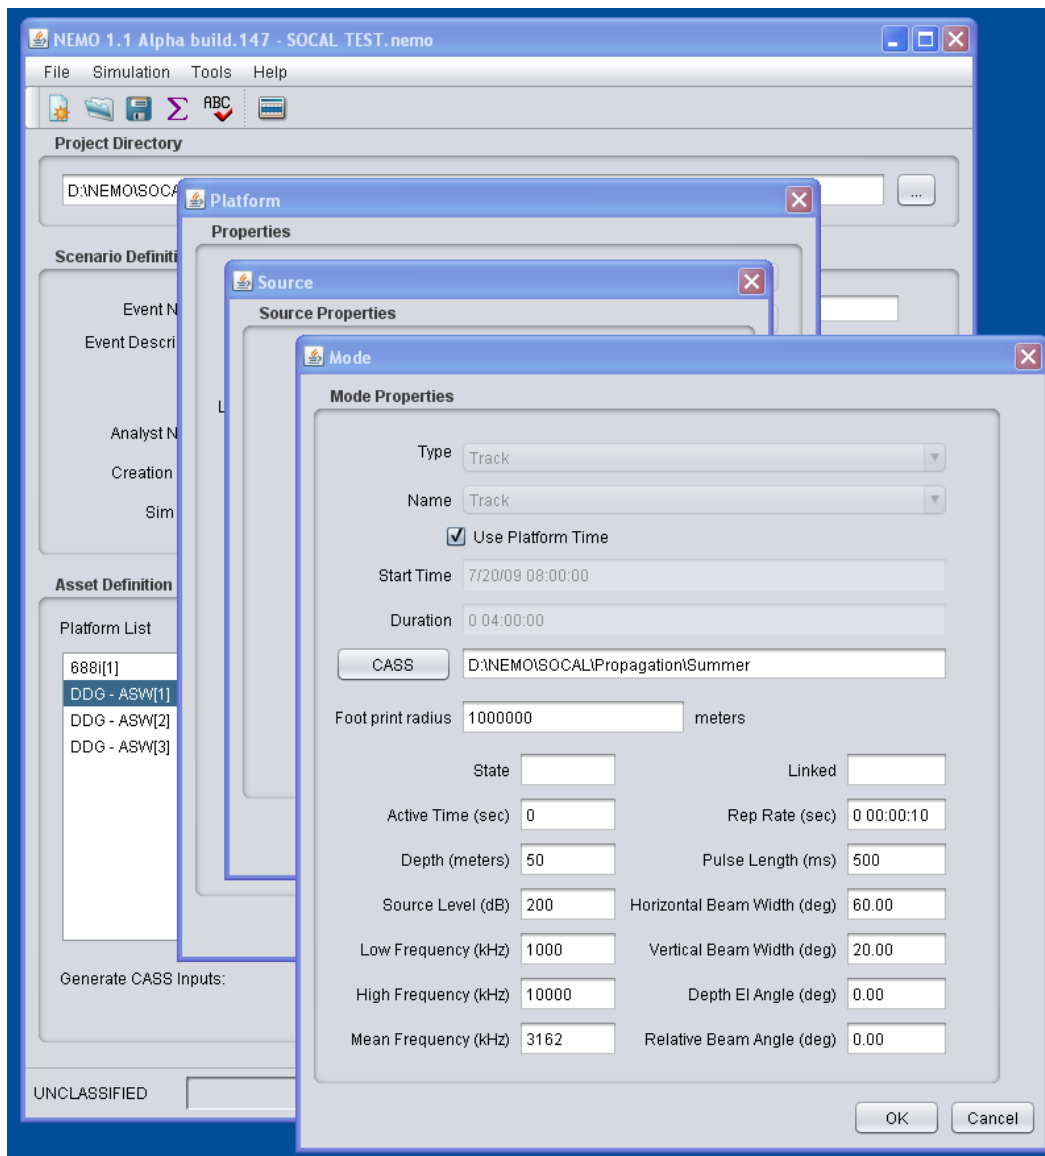 NEMO 1.1 Alpha build.147 - SOCAL TEST.nemo
File Simulation Tools Help
ABC
Project Directory
D:\NEMO\SOCA
...
Platform
Properties
Scenario Definiti
Source
Event N
Source Properties
Event Descri
Mode
Mode Properties
L
Analyst N
Type Track
Creation
Name Track
Sim
Use Platform Time
Start Time 7/20/09 08:00:00
Asset Definition
Duration 0 04:00:00
Platform List
CASS D:\NEMO\SOCAL\Propagation\Summer
688i[1]
DDG - ASW[1]
DDG - ASW[2]
DDG - ASW[3]
Foot print radius 1000000 meters
State Linked
Active Time (sec) 0 Rep Rate (sec) 0 00:00:10
Depth (meters) 50 Pulse Length (ms) 500
Source Level (dB) 200 Horizontal Beam Width (deg) 60.00
Low Frequency (kHz) 1000 Vertical Beam Width (deg) 20.00
Generate CASS Inputs:
High Frequency (kHz) 10000 Depth El Angle (deg) 0.00
Mean Frequency (kHz) 3162 Relative Beam Angle (deg) 0.00
UNCLASSIFIED
OK Cancel